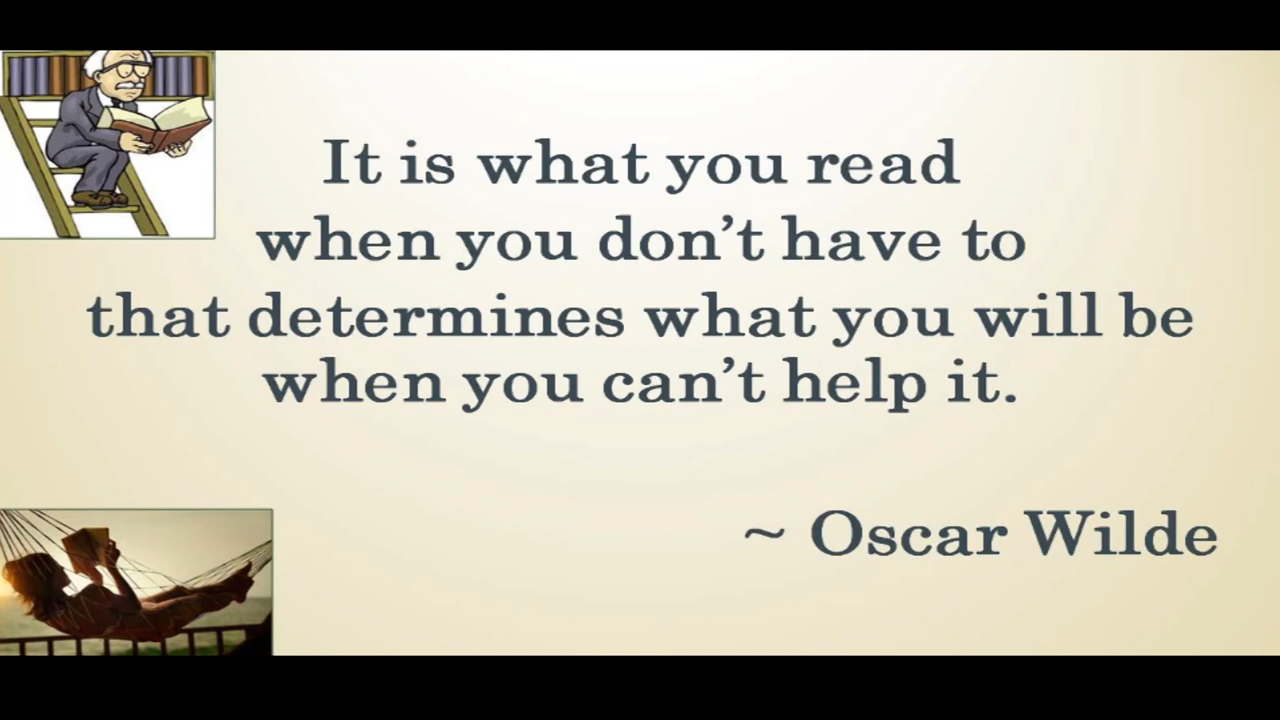 It is what you read
when you don’t have to
that determines what you will be
when you can’t help it.
~ Oscar Wilde